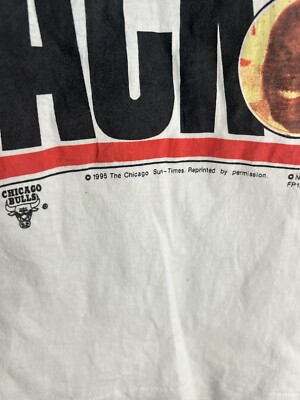 ACK
© 1995 The Chicago Sun-Times. Reprinted by permission.
CHICAGO
BULLS
®